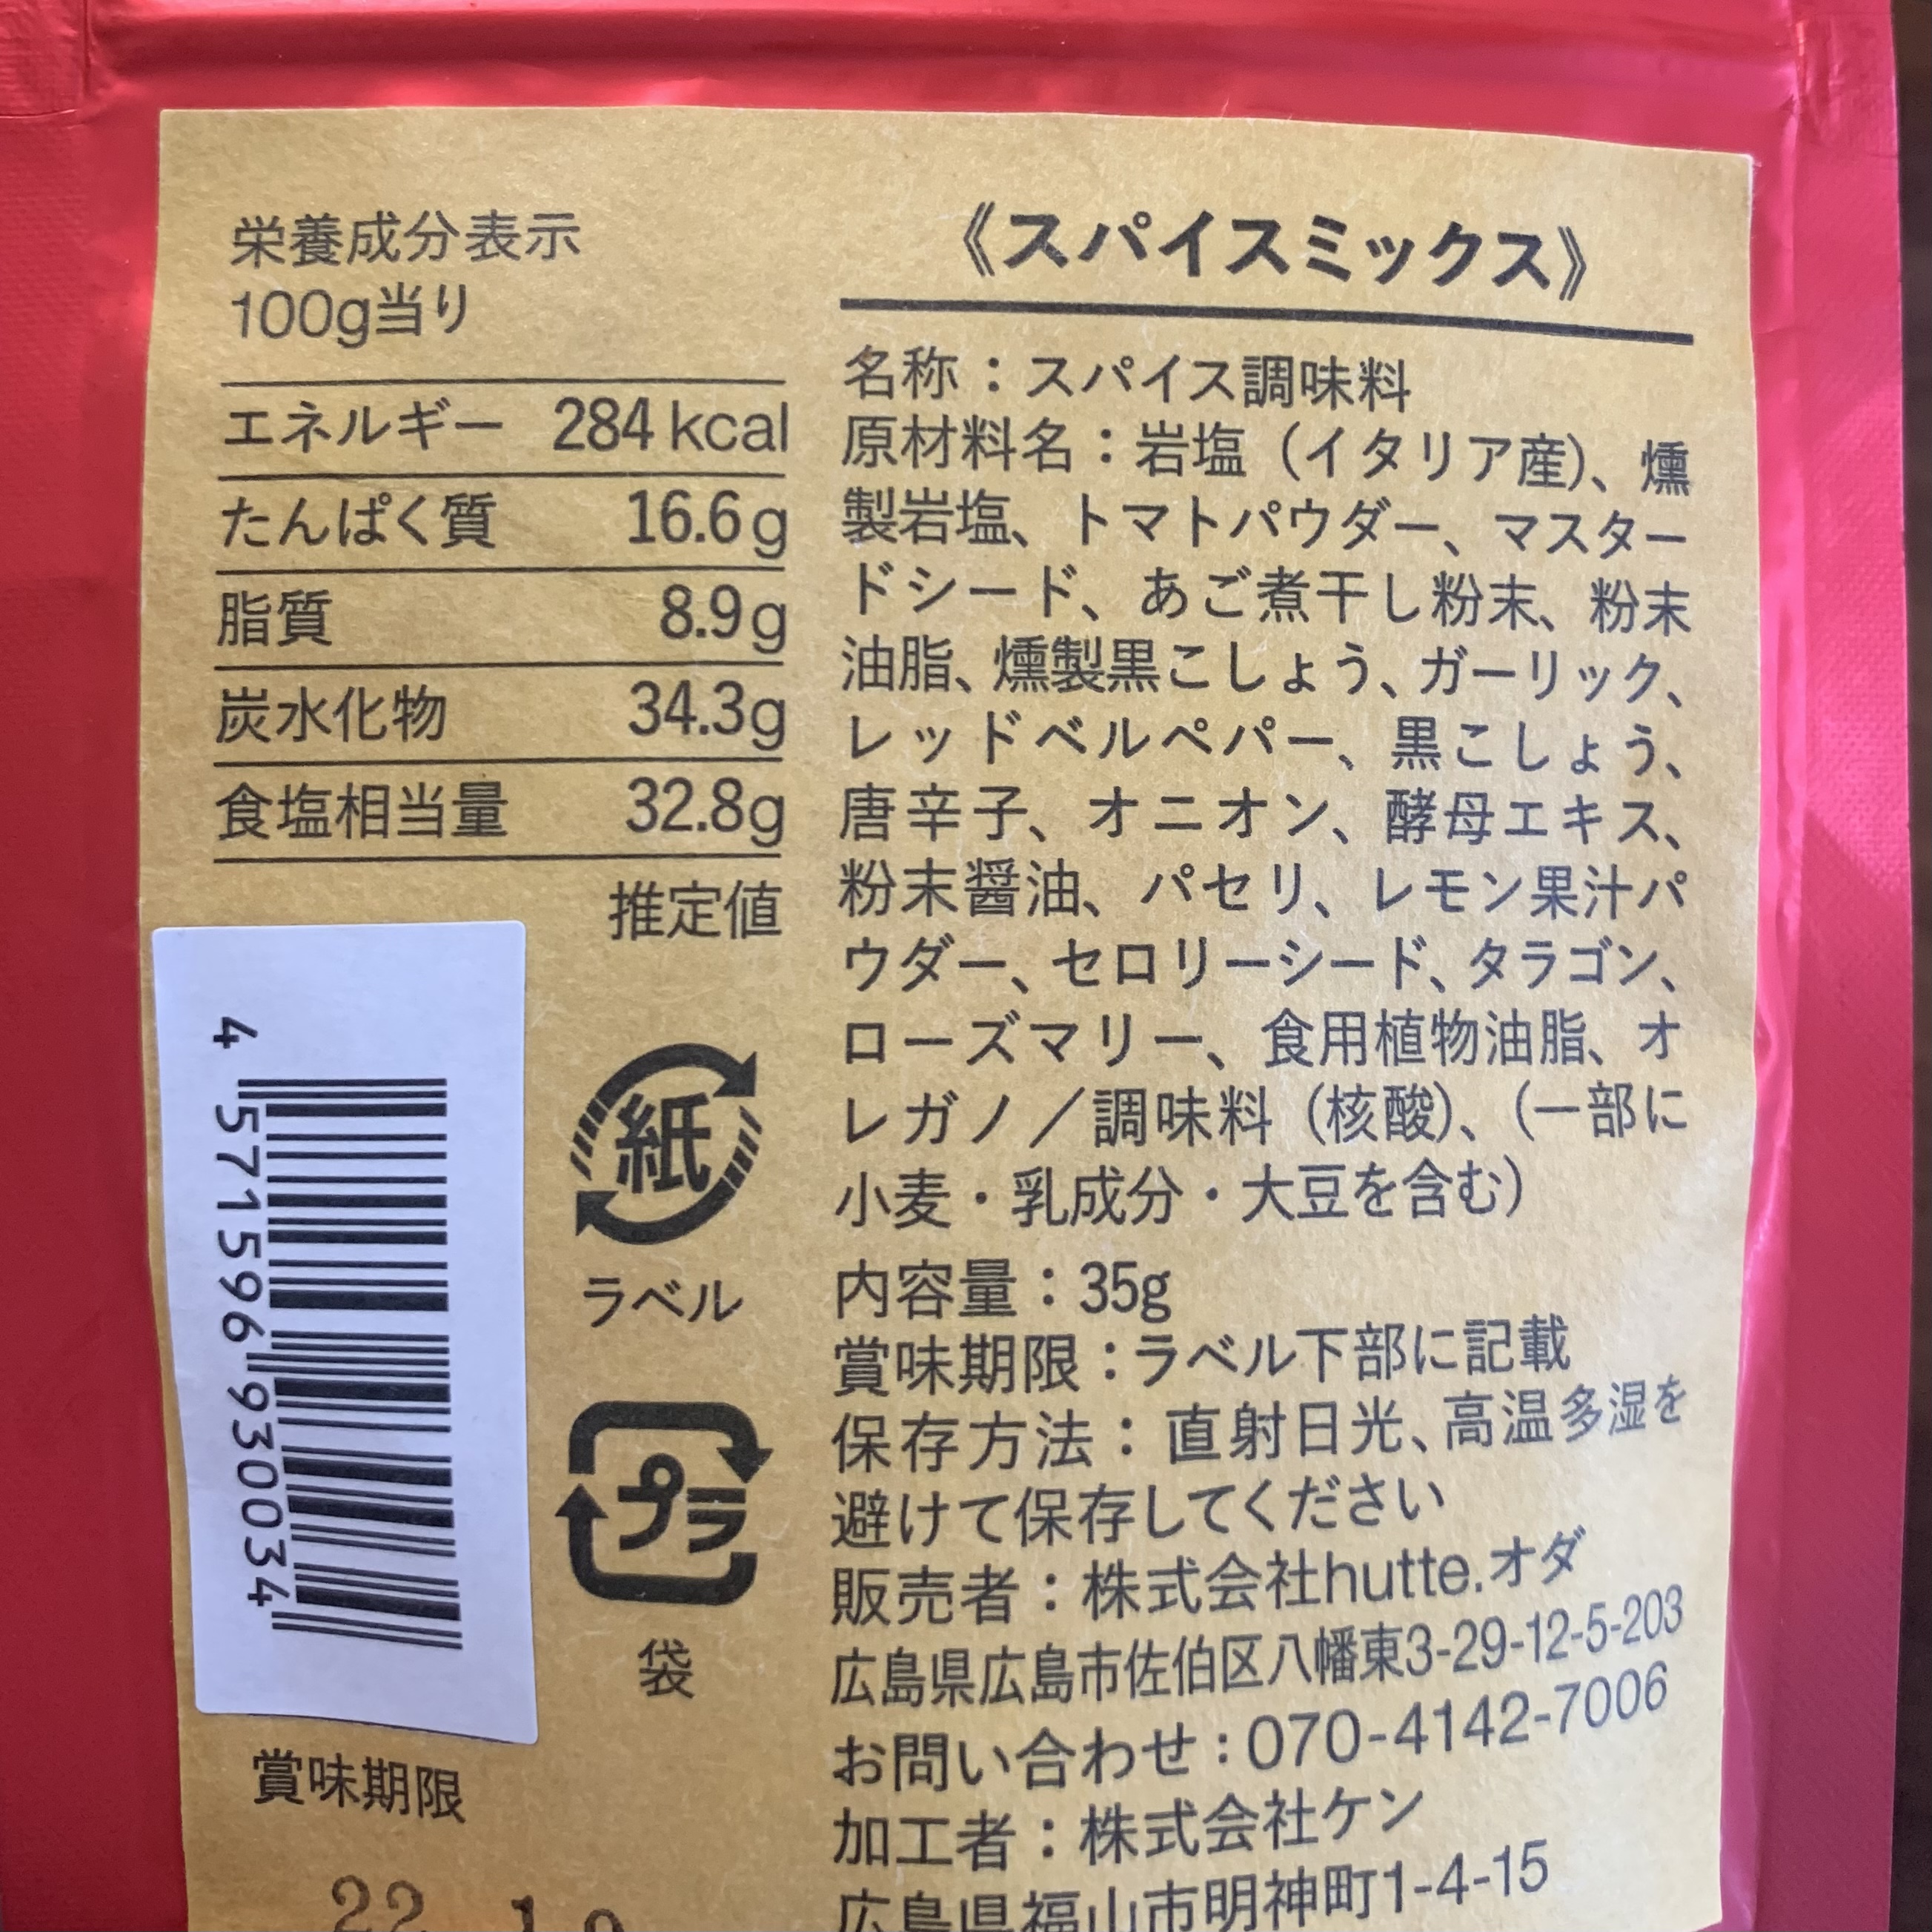 栄養成分表示
100g当り
エネルギー 284 kcal
たんぱく質 16.6g
脂質 8.9g
炭水化物 34.3g
食塩相当量 32.8g
推定値
4 571596 930034
紙
ラベル
プラ
袋
賞味期限
《スパイスミックス》
名称：スパイス調味料
原材料名：岩塩（イタリア産）、燻
製岩塩、トマトパウダー、マスター
ドシード、あご煮干し粉末、粉末
油脂、燻製黒こしょう、ガーリック、
レッドベルペパー、黒こしょう、
唐辛子、オニオン、酵母エキス、
粉末醤油、パセリ、レモン果汁パ
ウダー、セロリーシード、タラゴン、
ローズマリー、食用植物油脂、オ
レガノ／調味料（核酸）、（一部に
小麦・乳成分・大豆を含む）
内容量：35g
賞味期限：ラベル下部に記載
保存方法：直射日光、高温多湿を
避けて保存してください
販売者：株式会社hutte.オダ
広島県広島市佐伯区八幡東3-29-12-5-203
お問い合わせ：070-4142-7006
加工者：株式会社ケン
広島県福山市明神町1-4-15